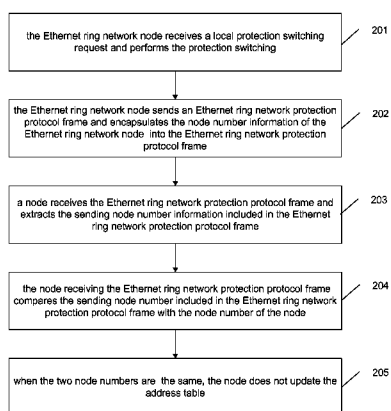 the Ethernet ring network node receives a local protection switching
request and performs the protection switching
201
the Ethernet ring network node sends an Ethernet ring network protection
protocol frame and encapsulates the node number information of the
Ethernet ring network node into the Ethernet ring network protection
protocol frame
202
a node receives the Ethernet ring network protection protocol frame and
extracts the sending node number information included in the Ethernet
ring network protection protocol frame
203
the node receiving the Ethernet ring network protection protocol frame
compares the sending node number included in the Ethernet ring network
protection protocol frame with the node number of the node
204
when the two node numbers are the same, the node does not update the
address table
205